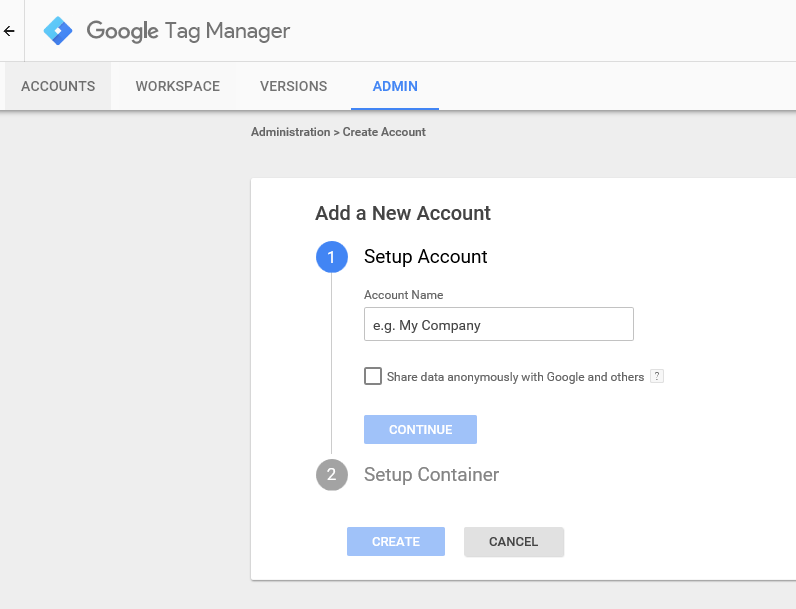 Google Tag Manager
ACCOUNTS WORKSPACE VERSIONS ADMIN
Administration > Create Account
Add a New Account
1 Setup Account
Account Name
e.g. My Company
Share data anonymously with Google and others ?
CONTINUE
2 Setup Container
CREATE CANCEL